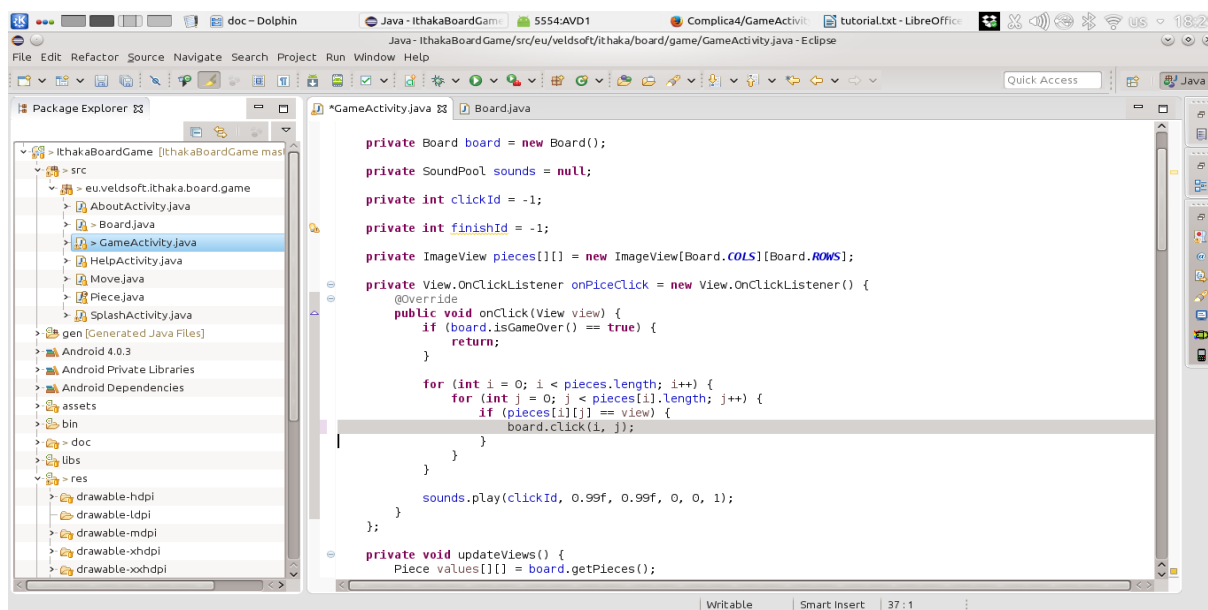 doc – Dolphin
Java - IthakaBoardGame
5554:AVD1
Complica4/GameActivit
tutorial.txt - LibreOffice
US
18:2
Java - IthakaBoardGame/src/eu/veldsoft/ithaka/board/game/GameActivity.java - Eclipse
File Edit Refactor Source Navigate Search Project Run Window Help
Quick Access
Java
Package Explorer
*GameActivity.java
Board.java
> IthakaBoardGame [IthakaBoardGame mast
> src
> eu.veldsoft.ithaka.board.game
AboutActivity.java
> Board.java
> GameActivity.java
HelpActivity.java
Move.java
Piece.java
SplashActivity.java
gen [Generated Java Files]
Android 4.0.3
Android Private Libraries
Android Dependencies
assets
bin
> doc
libs
> res
drawable-hdpi
drawable-ldpi
drawable-mdpi
drawable-xhdpi
drawable-xxhdpi
private Board board = new Board();
private SoundPool sounds = null;
private int clickId = -1;
private int finishId = -1;
private ImageView pieces[][] = new ImageView[Board.COLS][Board.ROWS];
private View.OnClickListener onPiceClick = new View.OnClickListener() {
@Override
public void onClick(View view) {
if (board.isGameOver() == true) {
return;
}
for (int i = 0; i < pieces.length; i++) {
for (int j = 0; j < pieces[i].length; j++) {
if (pieces[i][j] == view) {
board.click(i, j);
}
}
}
sounds.play(clickId, 0.99f, 0.99f, 0, 0, 1);
}
};
private void updateViews() {
Piece values[][] = board.getPieces();
Writable
Smart Insert
37 : 1